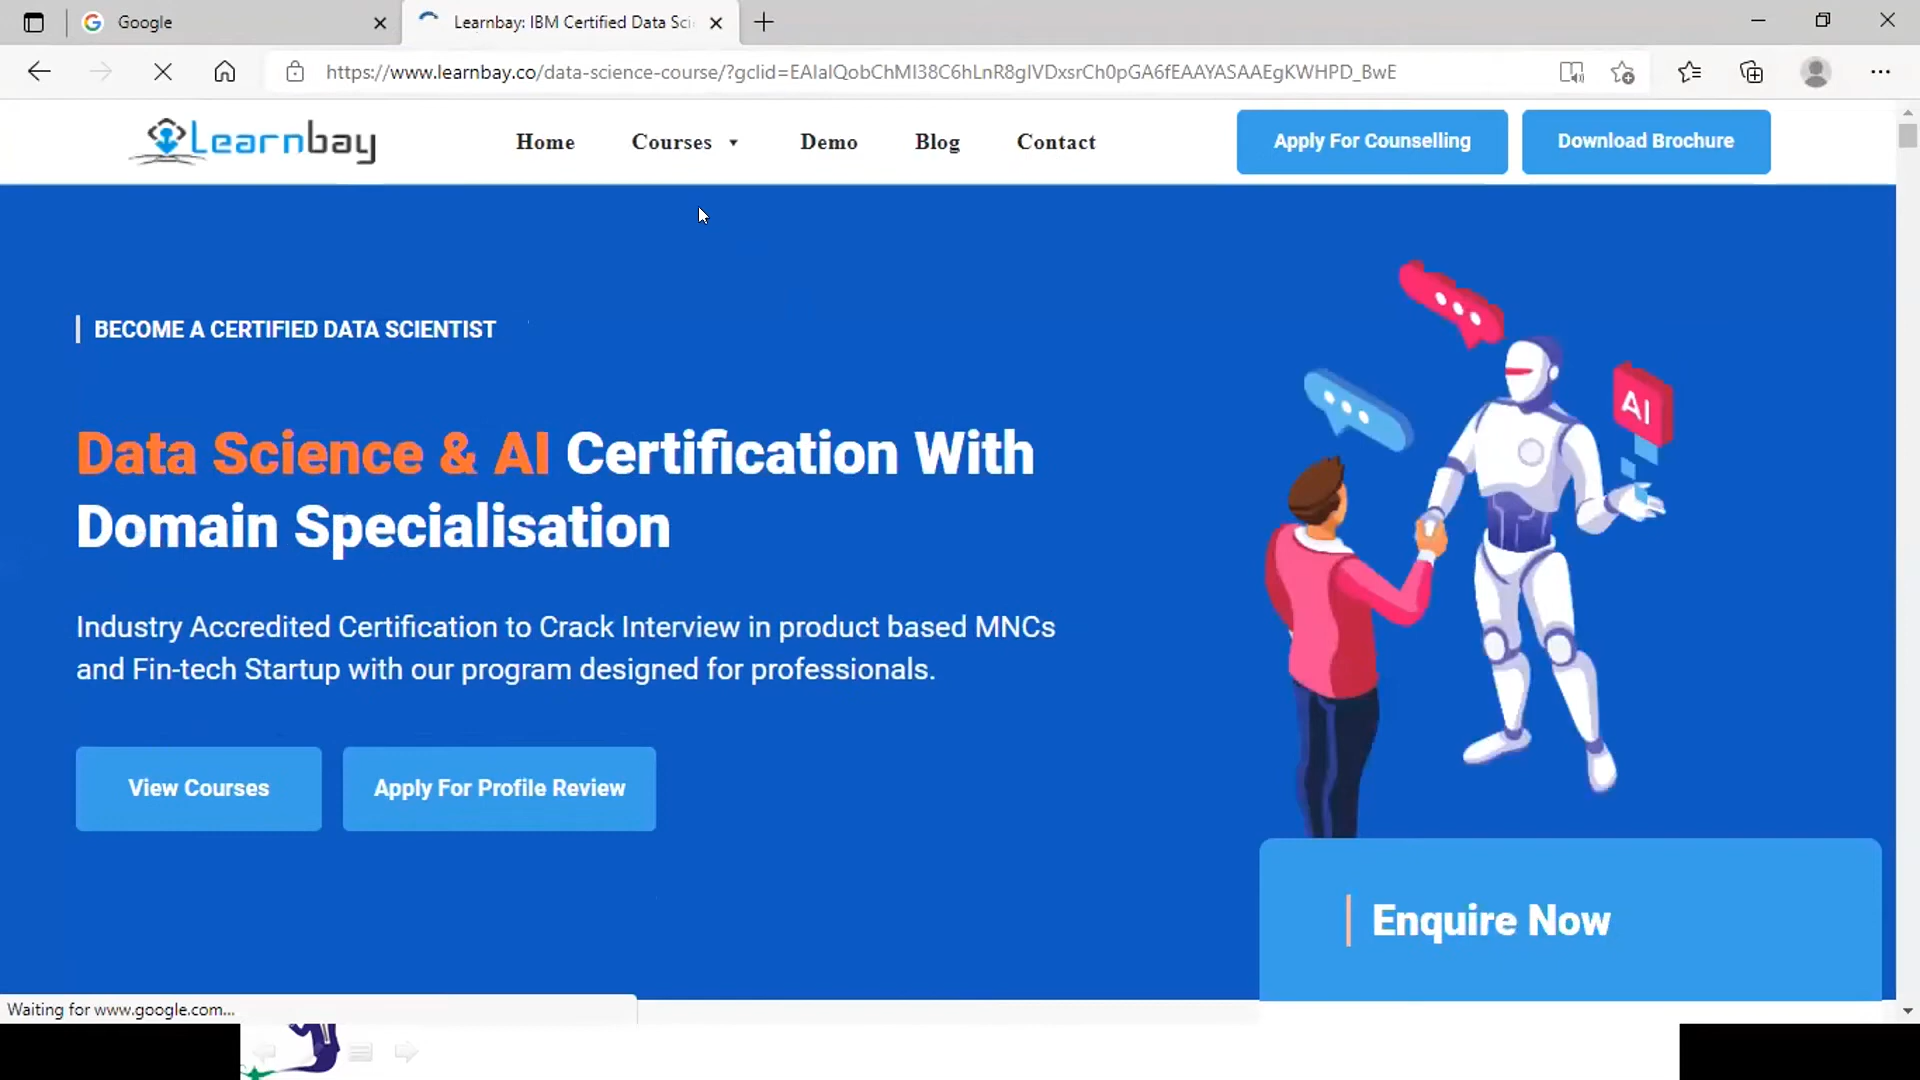 Google
Learnbay: IBM Certified Data Sci
https://www.learnbay.co/data-science-course/?gclid=EAIaIQobChMI38C6hLnR8gIVDxsrCh0pGA6fEAAYASAAEgKWHPD_BwE
Learnbay
Home
Courses
Demo
Blog
Contact
Apply For Counselling
Download Brochure
BECOME A CERTIFIED DATA SCIENTIST
Data Science & AI Certification With
Domain Specialisation
AI
Industry Accredited Certification to Crack Interview in product based MNCs
and Fin-tech Startup with our program designed for professionals.
View Courses
Apply For Profile Review
Enquire Now
Waiting for www.google.com...